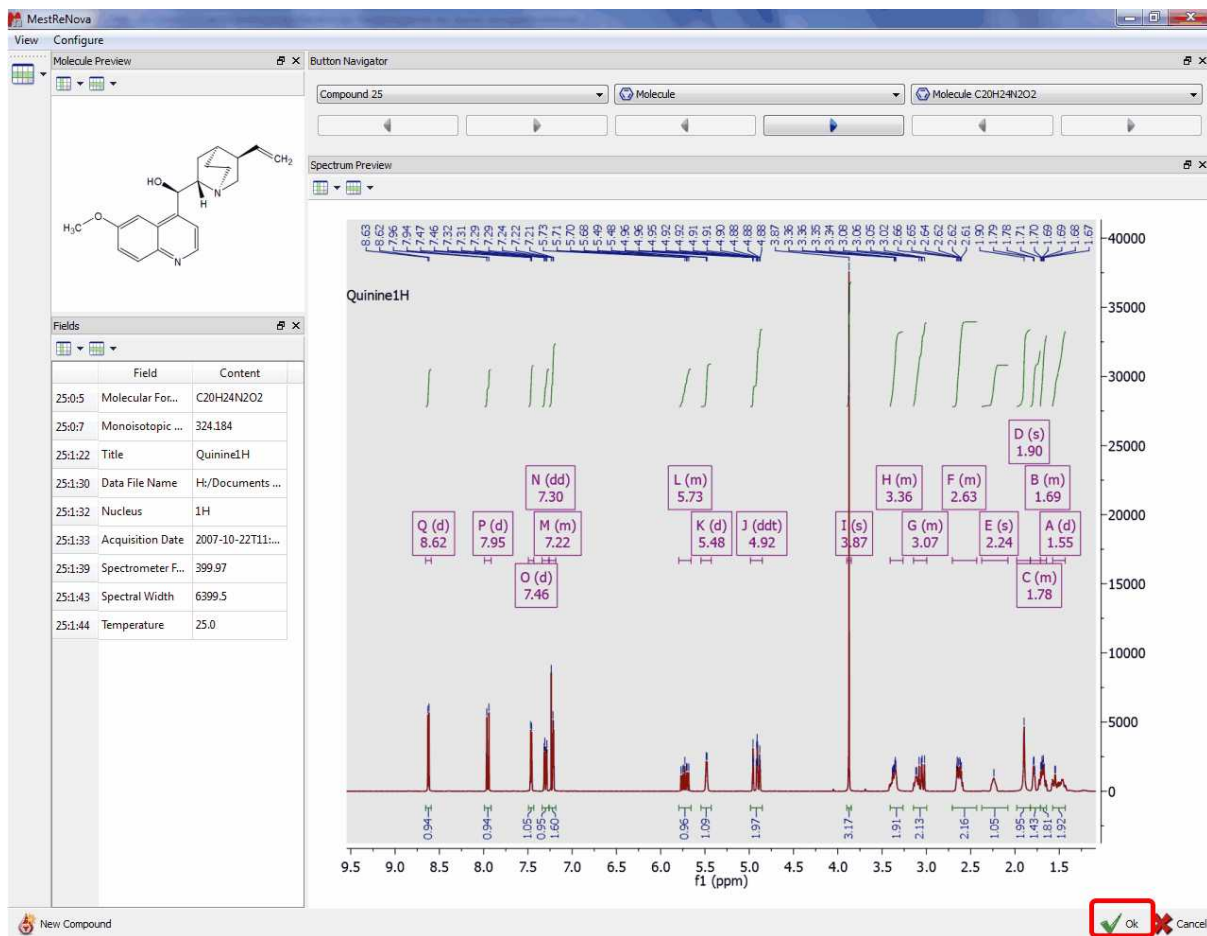 MestReNova
View Configure
Molecule Preview
Button Navigator
Compound 25
Molecule
Molecule C20H24N2O2
CH2
HO
N
H
H3C
O
N
Spectrum Preview
8.63 8.62 7.96 7.94 7.47 7.46 7.32 7.31 7.29 7.29 7.24 7.22 7.21 5.73 5.71 5.70 5.68 5.49 5.48 4.96 4.96 4.95 4.92 4.92 4.91 4.91 4.90 4.88 4.88 4.88 3.87 3.36 3.36 3.35 3.34 3.08 3.06 3.05 3.02 2.66 2.65 2.64 2.62 2.62 2.61 1.90 1.79 1.78 1.71 1.70 1.69 1.69 1.68 1.67
Quinine1H
40000
35000
30000
25000
20000
15000
10000
5000
0
D (s)
1.90
N (dd)
7.30
L (m)
5.73
H (m)
3.36
F (m)
2.63
B (m)
1.69
Q (d)
8.62
P (d)
7.95
M (m)
7.22
K (d)
5.48
J (ddt)
4.92
I (s)
3.87
G (m)
3.07
E (s)
2.24
A (d)
1.55
O (d)
7.46
C (m)
1.78
0.94 0.94 1.05 0.95 1.60 0.96 1.09 1.97 3.17 1.91 2.13 2.16 1.05 1.95 1.43 1.81 1.92
9.5 9.0 8.5 8.0 7.5 7.0 6.5 6.0 5.5 5.0 4.5 4.0 3.5 3.0 2.5 2.0 1.5
f1 (ppm)
Fields
Field Content
25:0:5 Molecular For... C20H24N2O2
25:0:7 Monoisotopic ... 324.184
25:1:22 Title Quinine1H
25:1:30 Data File Name H:/Documents ...
25:1:32 Nucleus 1H
25:1:33 Acquisition Date 2007-10-22T11:...
25:1:39 Spectrometer F... 399.97
25:1:43 Spectral Width 6399.5
25:1:44 Temperature 25.0
New Compound
Ok
Cancel